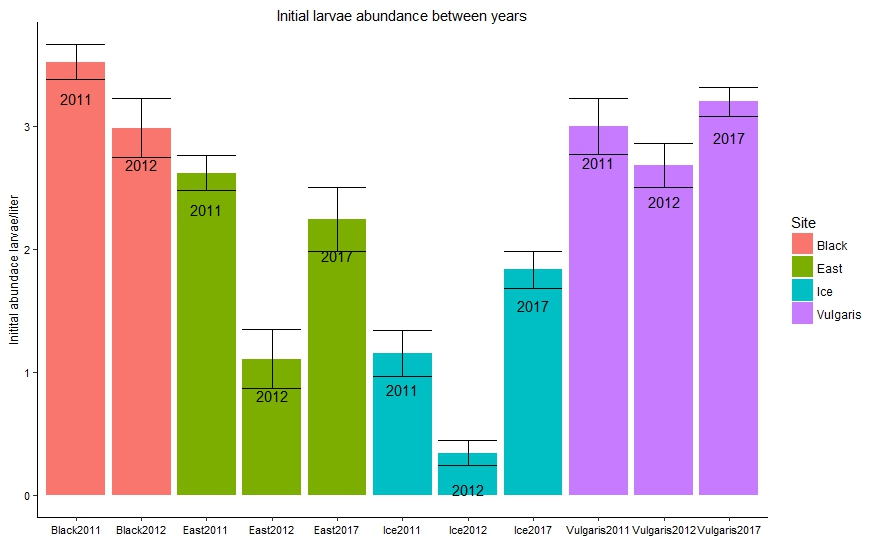 Initial larvae abundance between years
Initital abundace larvae/liter
3
2
1
0
2011
2012
2011
2012
2017
2011
2012
2017
2011
2012
2017
Black2011 Black2012 East2011 East2012 East2017 Ice2011 Ice2012 Ice2017 Vulgaris2011 Vulgaris2012 Vulgaris2017
Site
Black
East
Ice
Vulgaris